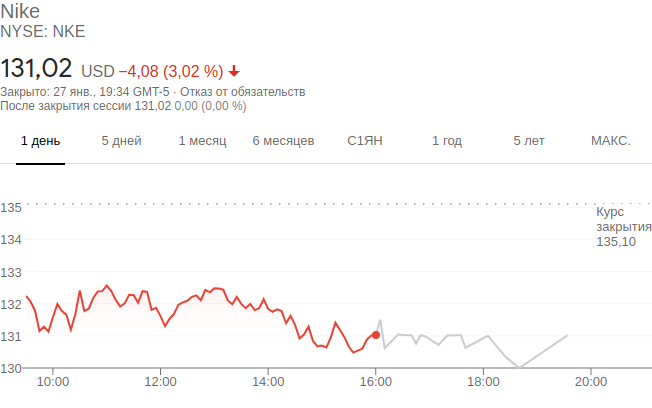 Nike
NYSE: NKE
131,02 USD −4,08 (3,02 %)
Закрыто: 27 янв., 19:34 GMT-5 · Отказ от обязательств
После закрытия сессии 131,02 0,00 (0,00 %)
1 день 5 дней 1 месяц 6 месяцев С1ЯН 1 год 5 лет МАКС.
135
Курс
закрытия
135,10
134
133
132
131
130
10:00 12:00 14:00 16:00 18:00 20:00